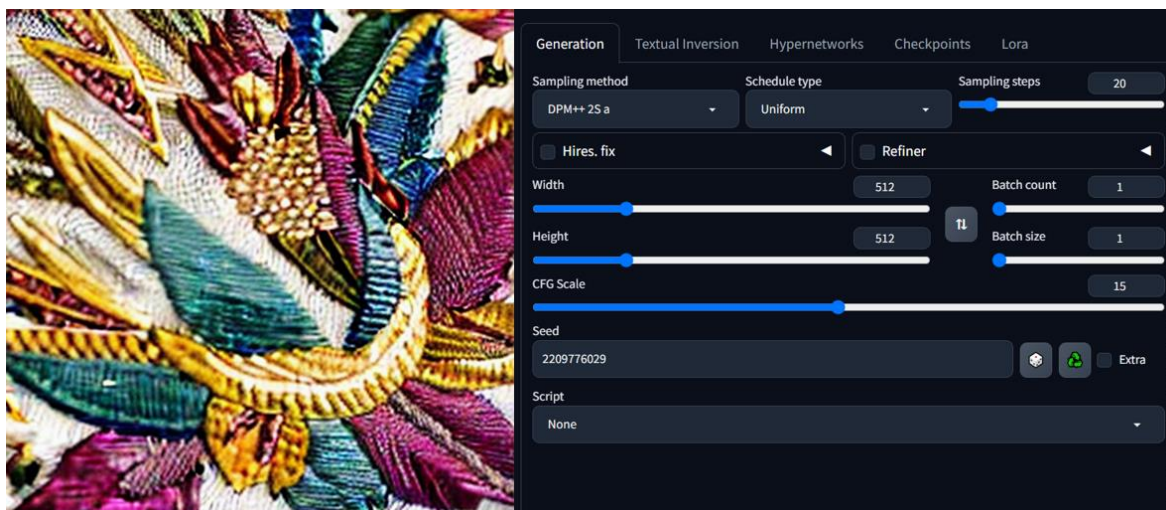 Generation Textual Inversion Hypernetworks Checkpoints Lora
Sampling method Schedule type Sampling steps 20
DPM++ 2S a Uniform
Hires. fix Refiner
Width 512 Batch count 1
Height 512 Batch size 1
CFG Scale 15
Seed
2209776029 Extra
Script
None